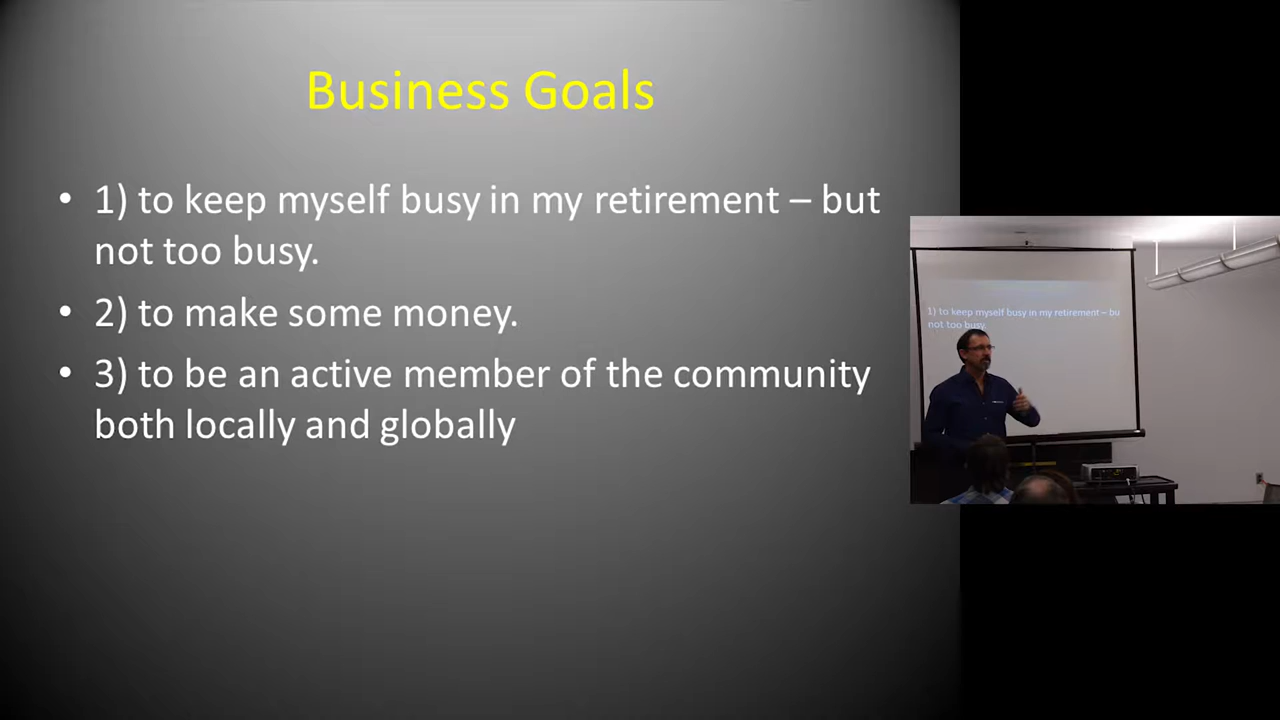 Business Goals
• 1) to keep myself busy in my retirement – but
not too busy.
• 2) to make some money.
• 3) to be an active member of the community
both locally and globally
1) to keep myself busy in my retirement – bu
not too busy.